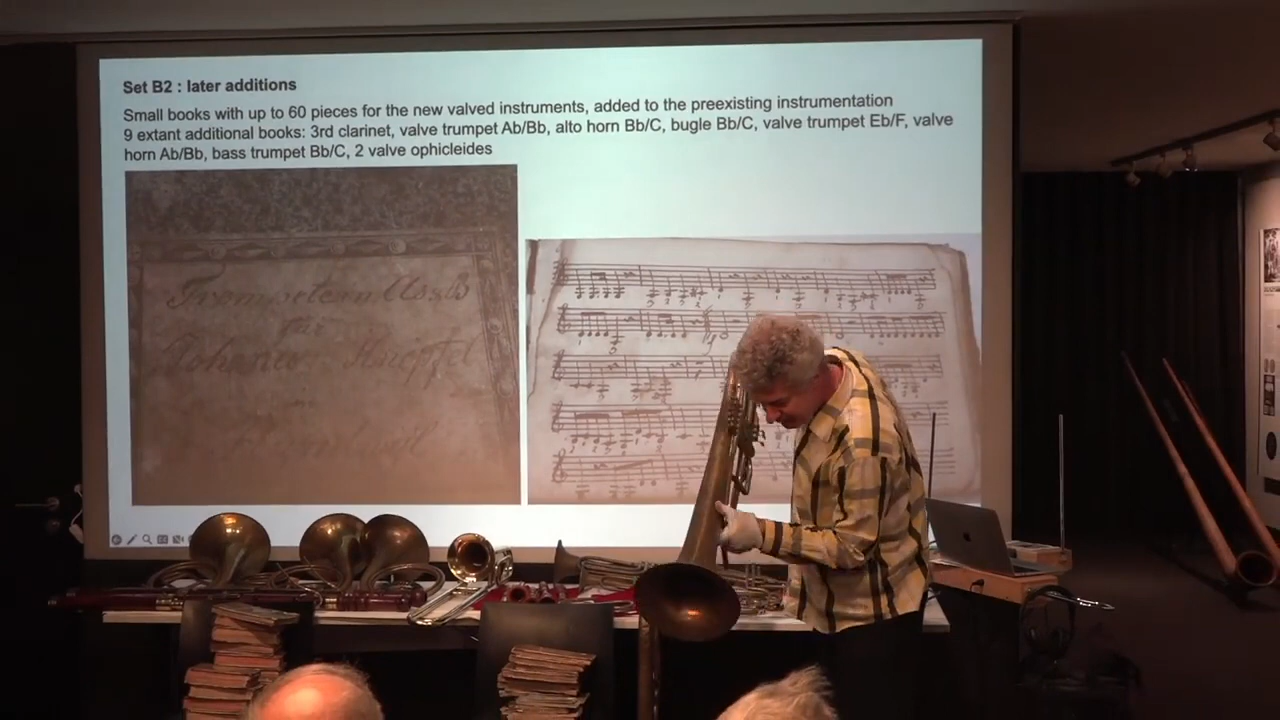 Set B2 : later additions
Small books with up to 60 pieces for the new valved instruments, added to the preexisting instrumentation
9 extant additional books: 3rd clarinet, valve trumpet Ab/Bb, alto horn Bb/C, bugle Bb/C, valve trumpet Eb/F, valve
horn Ab/Bb, bass trumpet Bb/C, 2 valve ophicleides